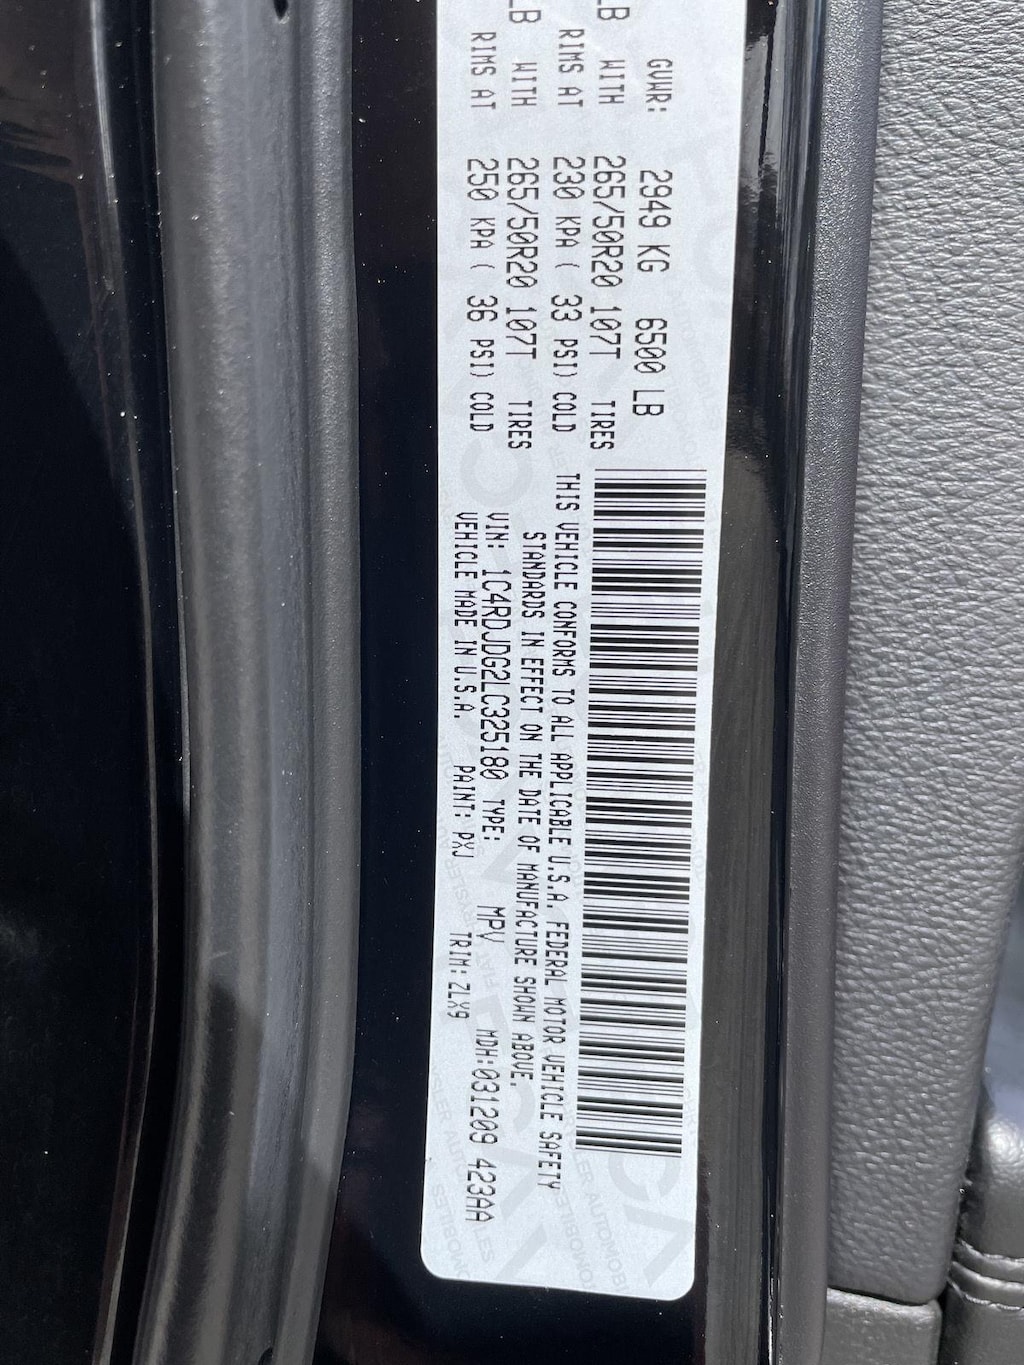 GVWR: 2949 KG 6500 LB
LB WITH 265/50R20 107T TIRES
RIMS AT 230 KPA ( 33 PSI) COLD
LB WITH 265/50R20 107T TIRES
RIMS AT 250 KPA ( 36 PSI) COLD
THIS VEHICLE CONFORMS TO ALL APPLICABLE U.S.A. FEDERAL MOTOR VEHICLE SAFETY
STANDARDS IN EFFECT ON THE DATE OF MANUFACTURE SHOWN ABOVE.
VIN: 1C4RDJDG2LC325180 TYPE: MPV MDH:031209 423AA
VEHICLE MADE IN U.S.A. PAINT: PXJ TRIM:ZLX9